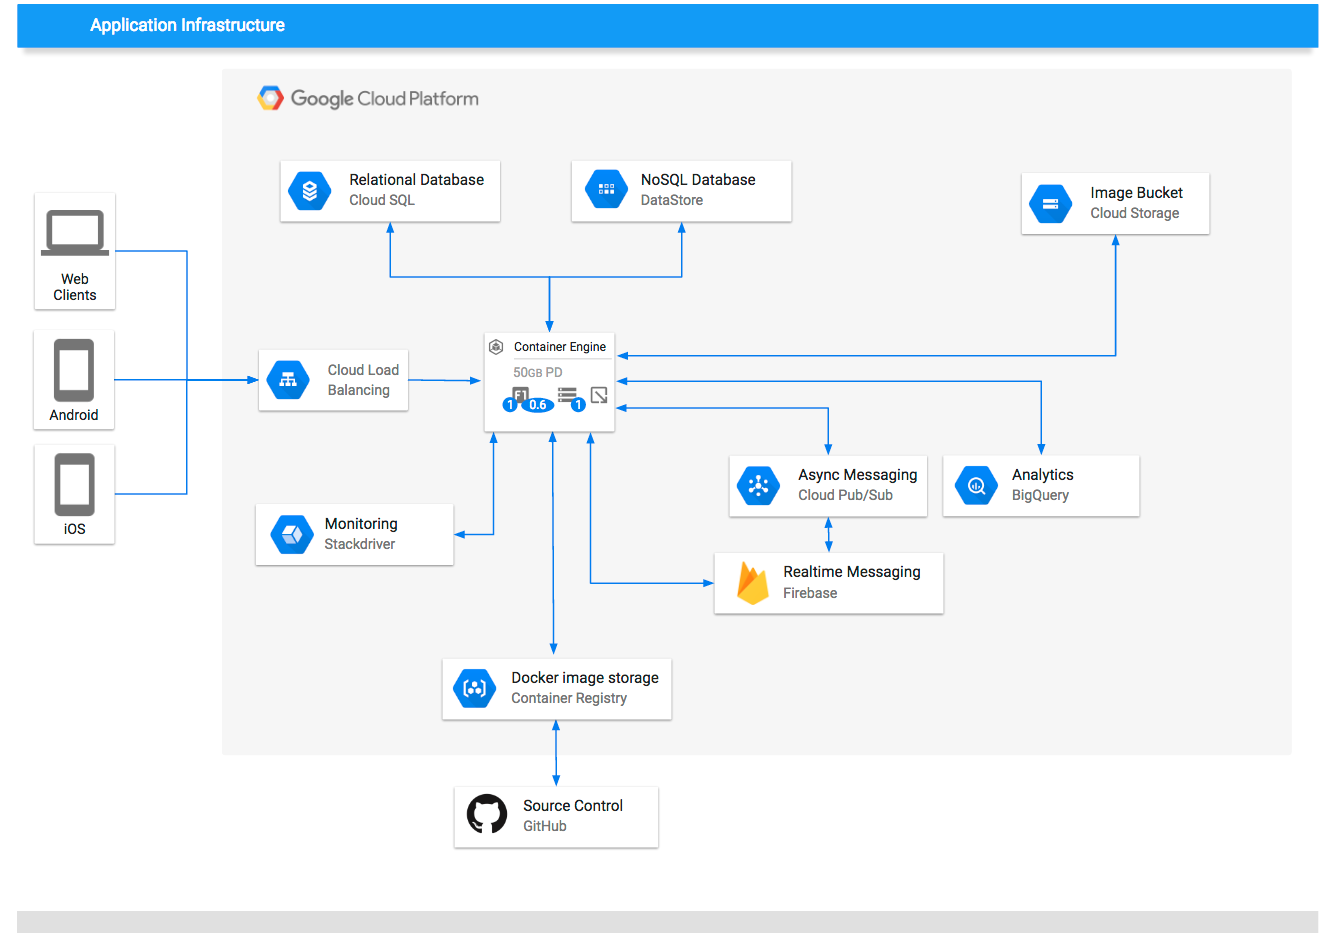 Application Infrastructure
Google Cloud Platform
Relational Database
Cloud SQL
NoSQL Database
DataStore
Image Bucket
Cloud Storage
Web
Clients
Android
iOS
Cloud Load
Balancing
Container Engine
50GB PD
F1
1
0.6
1
Monitoring
Stackdriver
Async Messaging
Cloud Pub/Sub
Analytics
BigQuery
Realtime Messaging
Firebase
Docker image storage
Container Registry
Source Control
GitHub